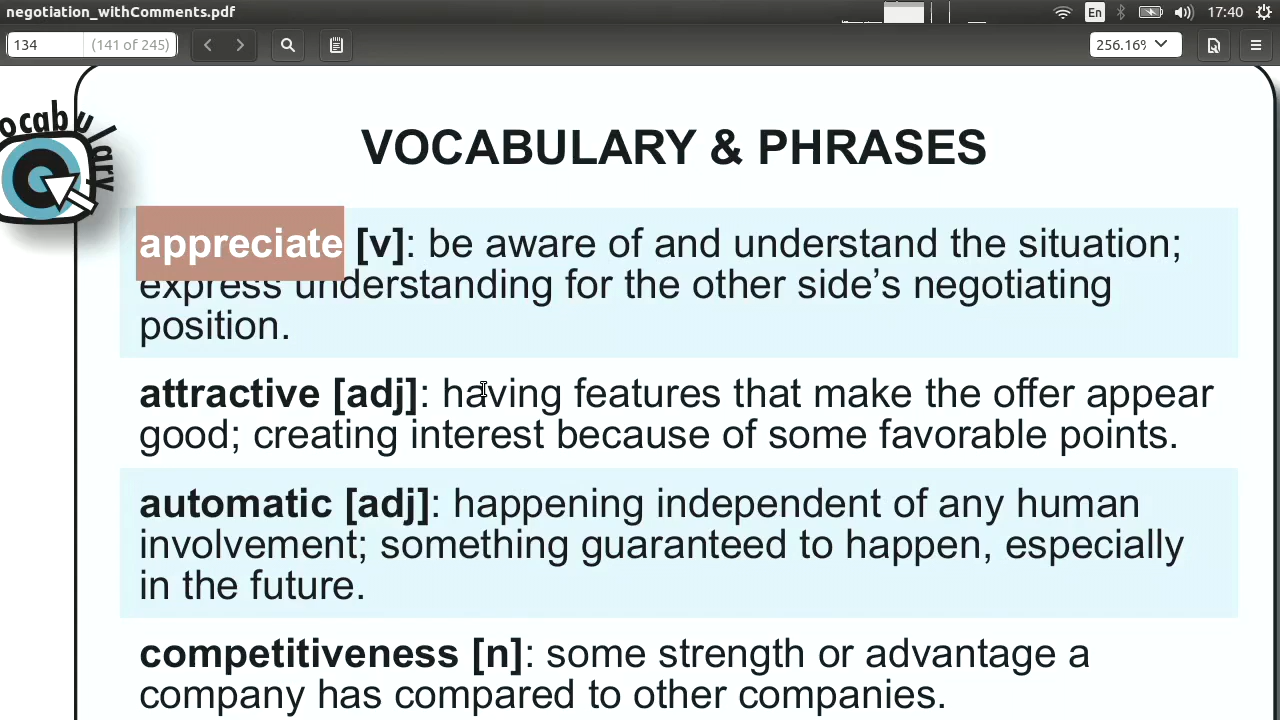 negotiation_withComments.pdf
En
17:40
134 (141 of 245)
256.16%
vocabulary
VOCABULARY & PHRASES
appreciate [v]: be aware of and understand the situation;
express understanding for the other side's negotiating
position.
attractive [adj]: having features that make the offer appear
good; creating interest because of some favorable points.
automatic [adj]: happening independent of any human
involvement; something guaranteed to happen, especially
in the future.
competitiveness [n]: some strength or advantage a
company has compared to other companies.